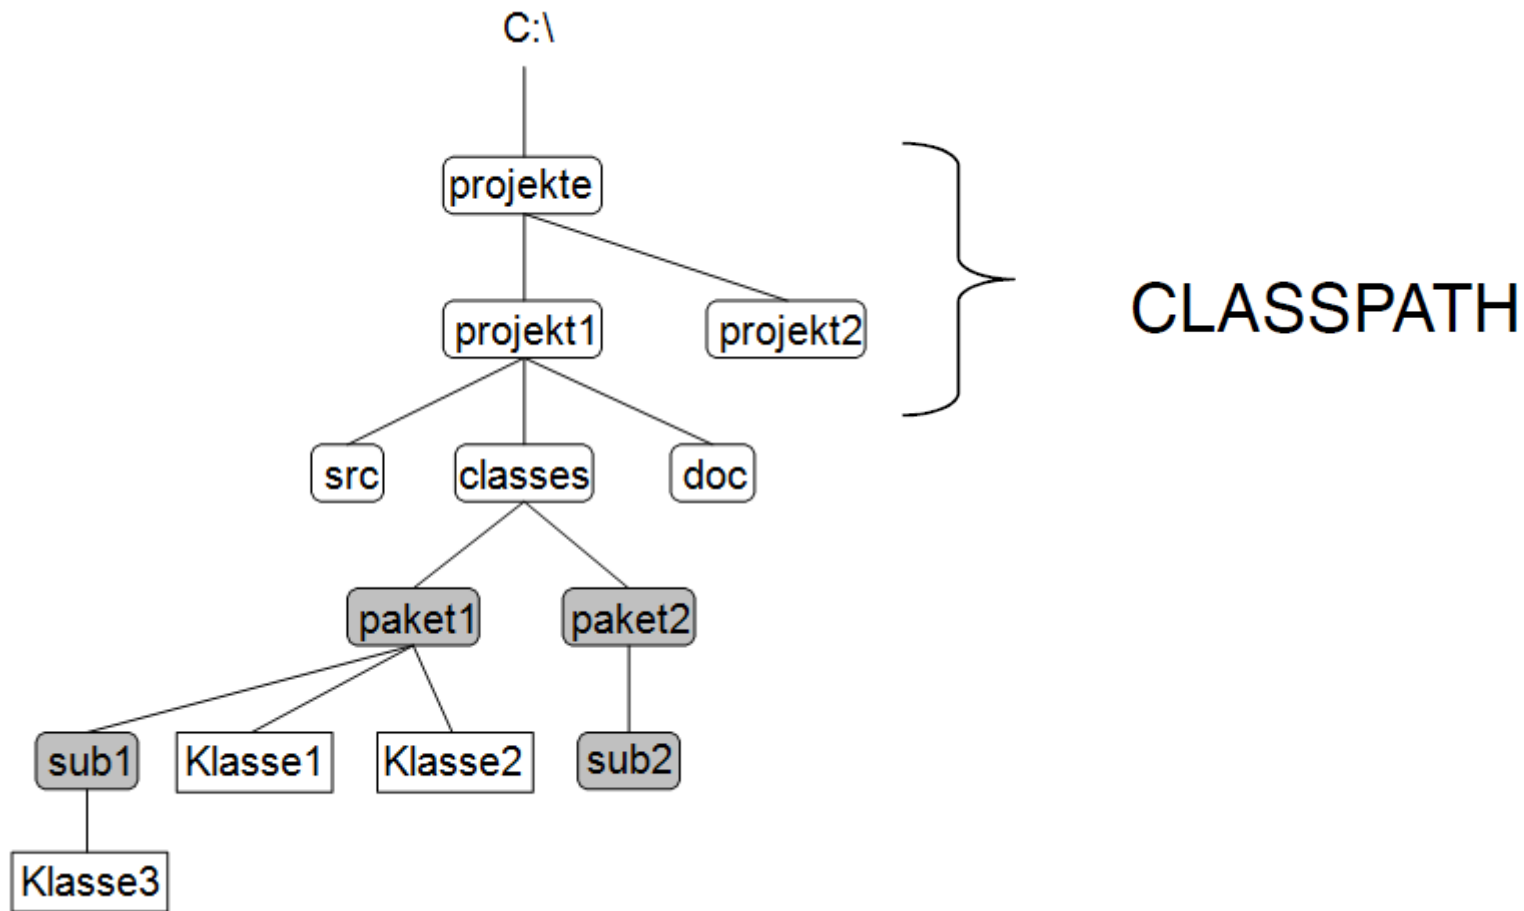 C:\
projekte
projekt1
projekt2
CLASSPATH
src
classes
doc
paket1
paket2
sub1
Klasse1
Klasse2
sub2
Klasse3